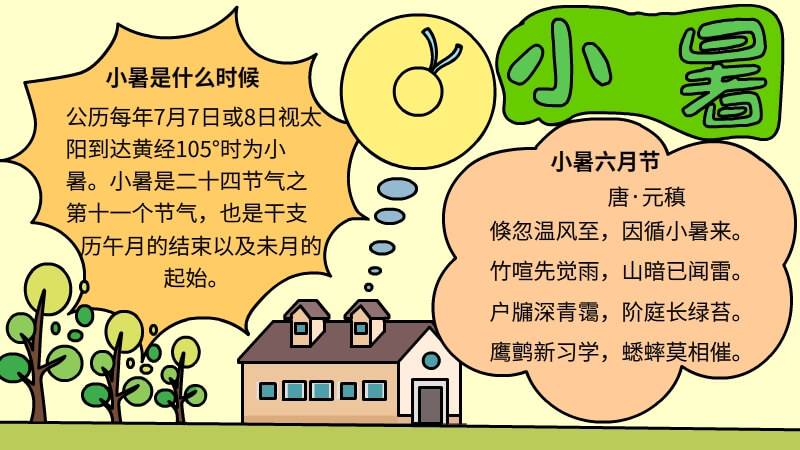 小暑
小暑是什么时候
公历每年7月7日或8日视太
阳到达黄经105°时为小
暑。小暑是二十四节气之
第十一个节气，也是干支
历午月的结束以及未月的
起始。
小暑六月节
唐·元稹
倏忽温风至，因循小暑来。
竹喧先觉雨，山暗已闻雷。
户牖深青霭，阶庭长绿苔。
鹰鹯新习学，蟋蟀莫相催。